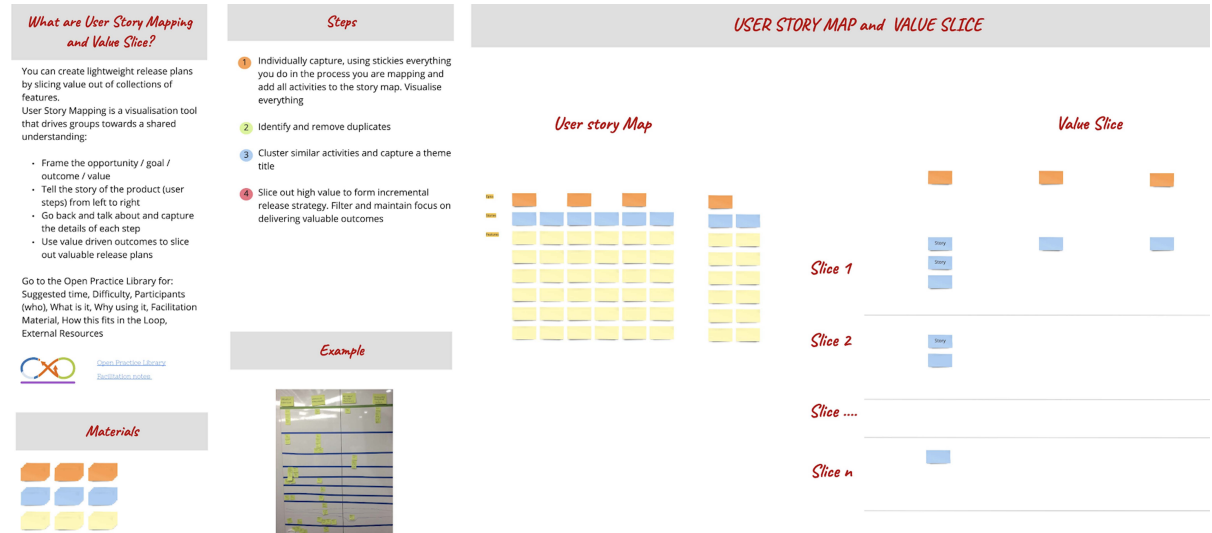 What are User Story Mapping
and Value Slice?
You can create lightweight release plans
by slicing value out of collections of
features.
User Story Mapping is a visualisation tool
that drives groups towards a shared
understanding:
• Frame the opportunity / goal /
outcome / value
• Tell the story of the product (user
steps) from left to right
• Go back and talk about and capture
the details of each step
• Use value driven outcomes to slice
out valuable release plans
Go to the Open Practice Library for:
Suggested time, Difficulty, Participants
(who), What is it, Why using it, Facilitation
Material, How this fits in the Loop,
External Resources
Open Practice Library
Facilitation notes
Materials
Steps
1 Individually capture, using stickies everything
you do in the process you are mapping and
add all activities to the story map. Visualise
everything
2 Identify and remove duplicates
3 Cluster similar activities and capture a theme
title
4 Slice out high value to form incremental
release strategy. Filter and maintain focus on
delivering valuable outcomes
Example
USER STORY MAP and VALUE SLICE
User story Map
Value Slice
Slice 1
Story
Story
Slice 2
Story
Slice ....
Slice n